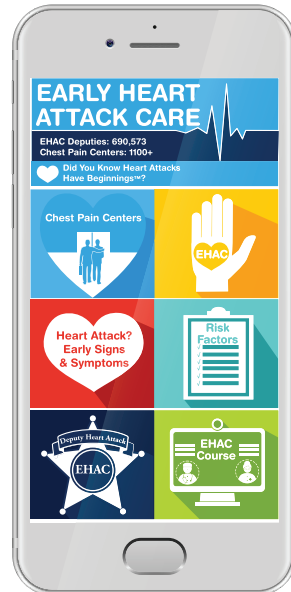 EARLY HEART
ATTACK CARE
EHAC Deputies: 690,573
Chest Pain Centers: 1100+
Did You Know Heart Attacks
Have Beginnings™?
Chest Pain Centers
EHAC
Heart Attack?
Early Signs
& Symptoms
Risk
Factors
Deputy Heart Attack
EHAC
EHAC
Course